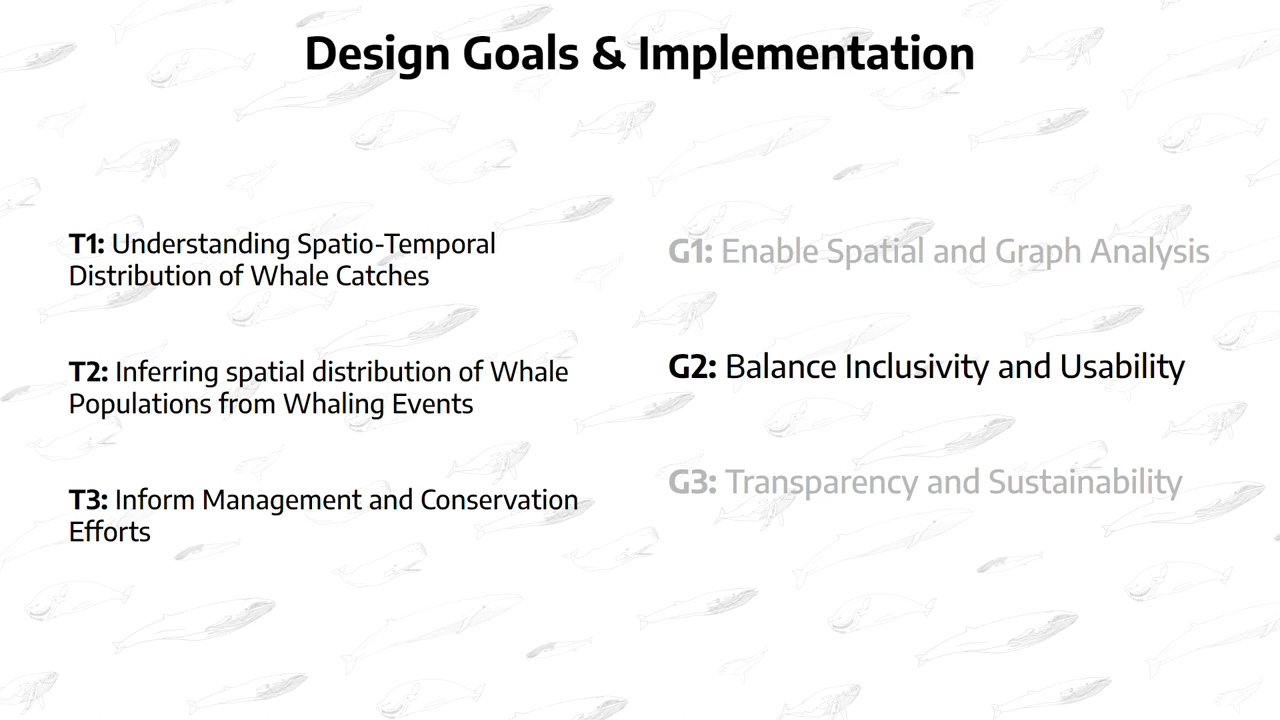 Design Goals & Implementation
T1: Understanding Spatio-Temporal
Distribution of Whale Catches
T2: Inferring spatial distribution of Whale
Populations from Whaling Events
T3: Inform Management and Conservation
Efforts
G1: Enable Spatial and Graph Analysis
G2: Balance Inclusivity and Usability
G3: Transparency and Sustainability